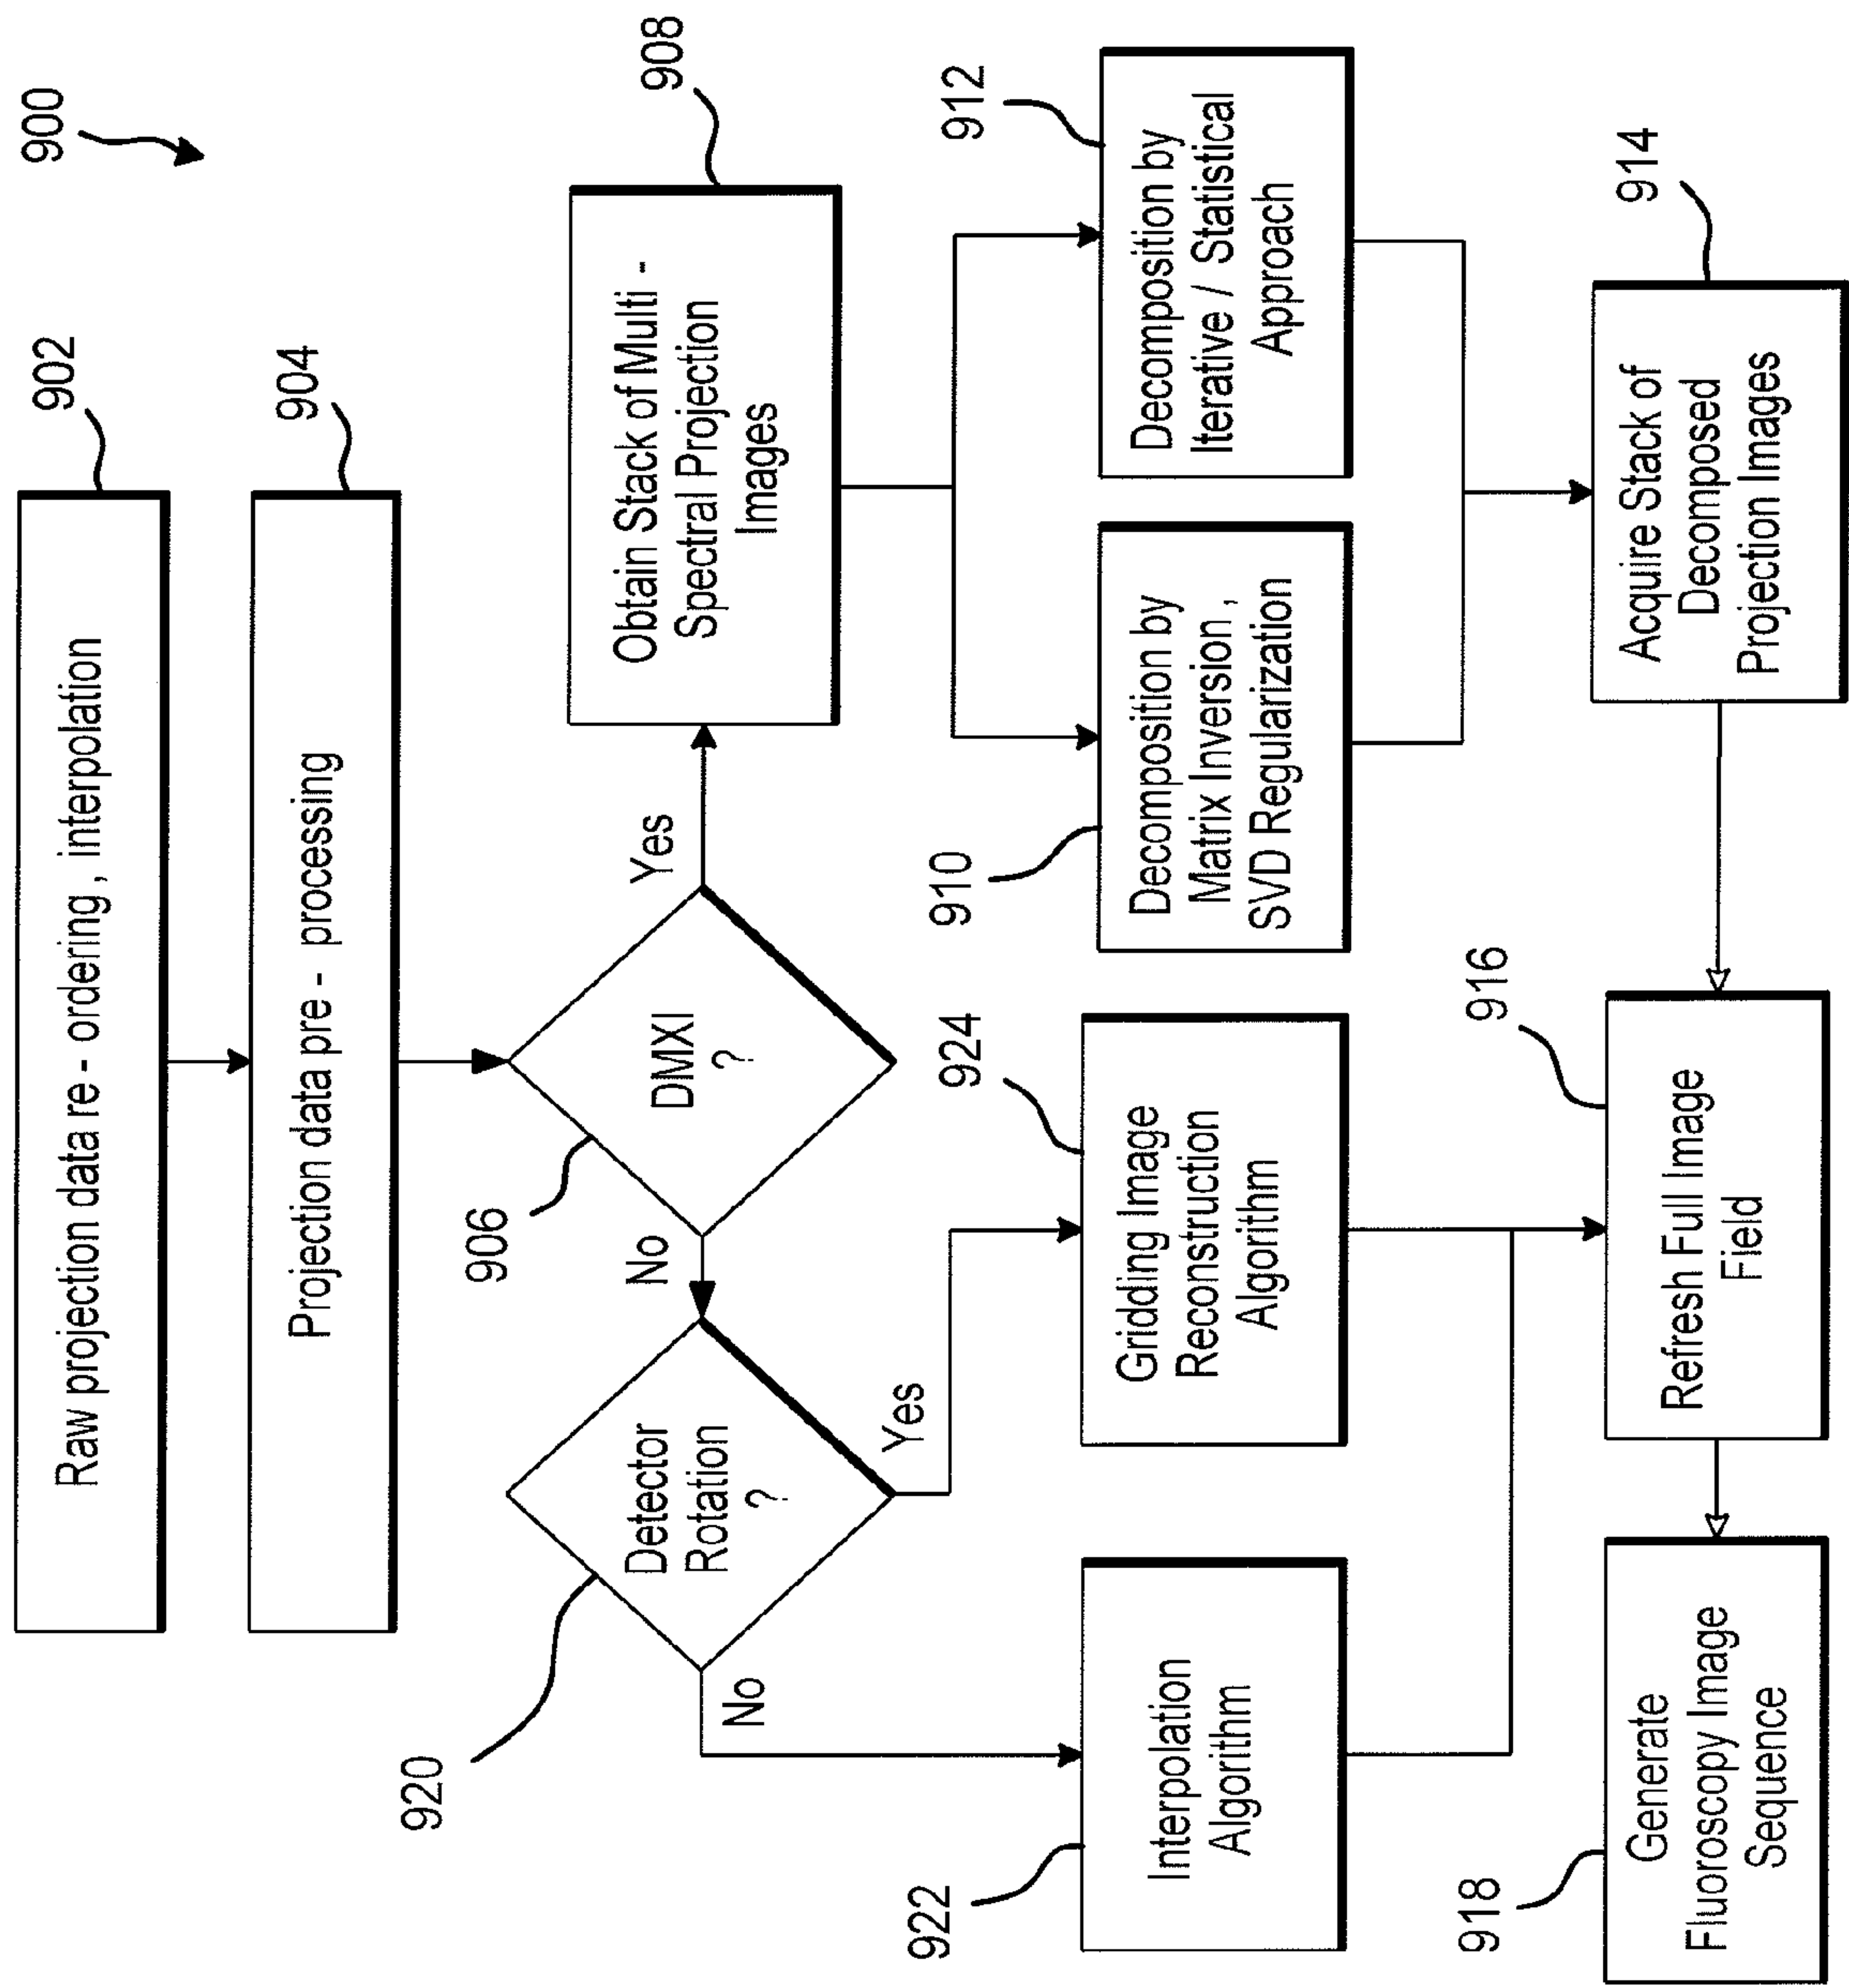 900
Raw projection data re - ordering , interpolation
902
Projection data pre - processing
904
DMXI
?
906
Yes
No
Obtain Stack of Multi -
Spectral Projection
Images
908
Detector
Rotation
?
920
No
Yes
Interpolation
Algorithm
922
Gridding Image
Reconstruction
Algorithm
924
Decomposition by
Matrix Inversion ,
SVD Regularization
910
Decomposition by
Iterative / Statistical
Approach
912
Acquire Stack of
Decomposed
Projection Images
914
Refresh Full Image
Field
916
Generate
Fluoroscopy Image
Sequence
918